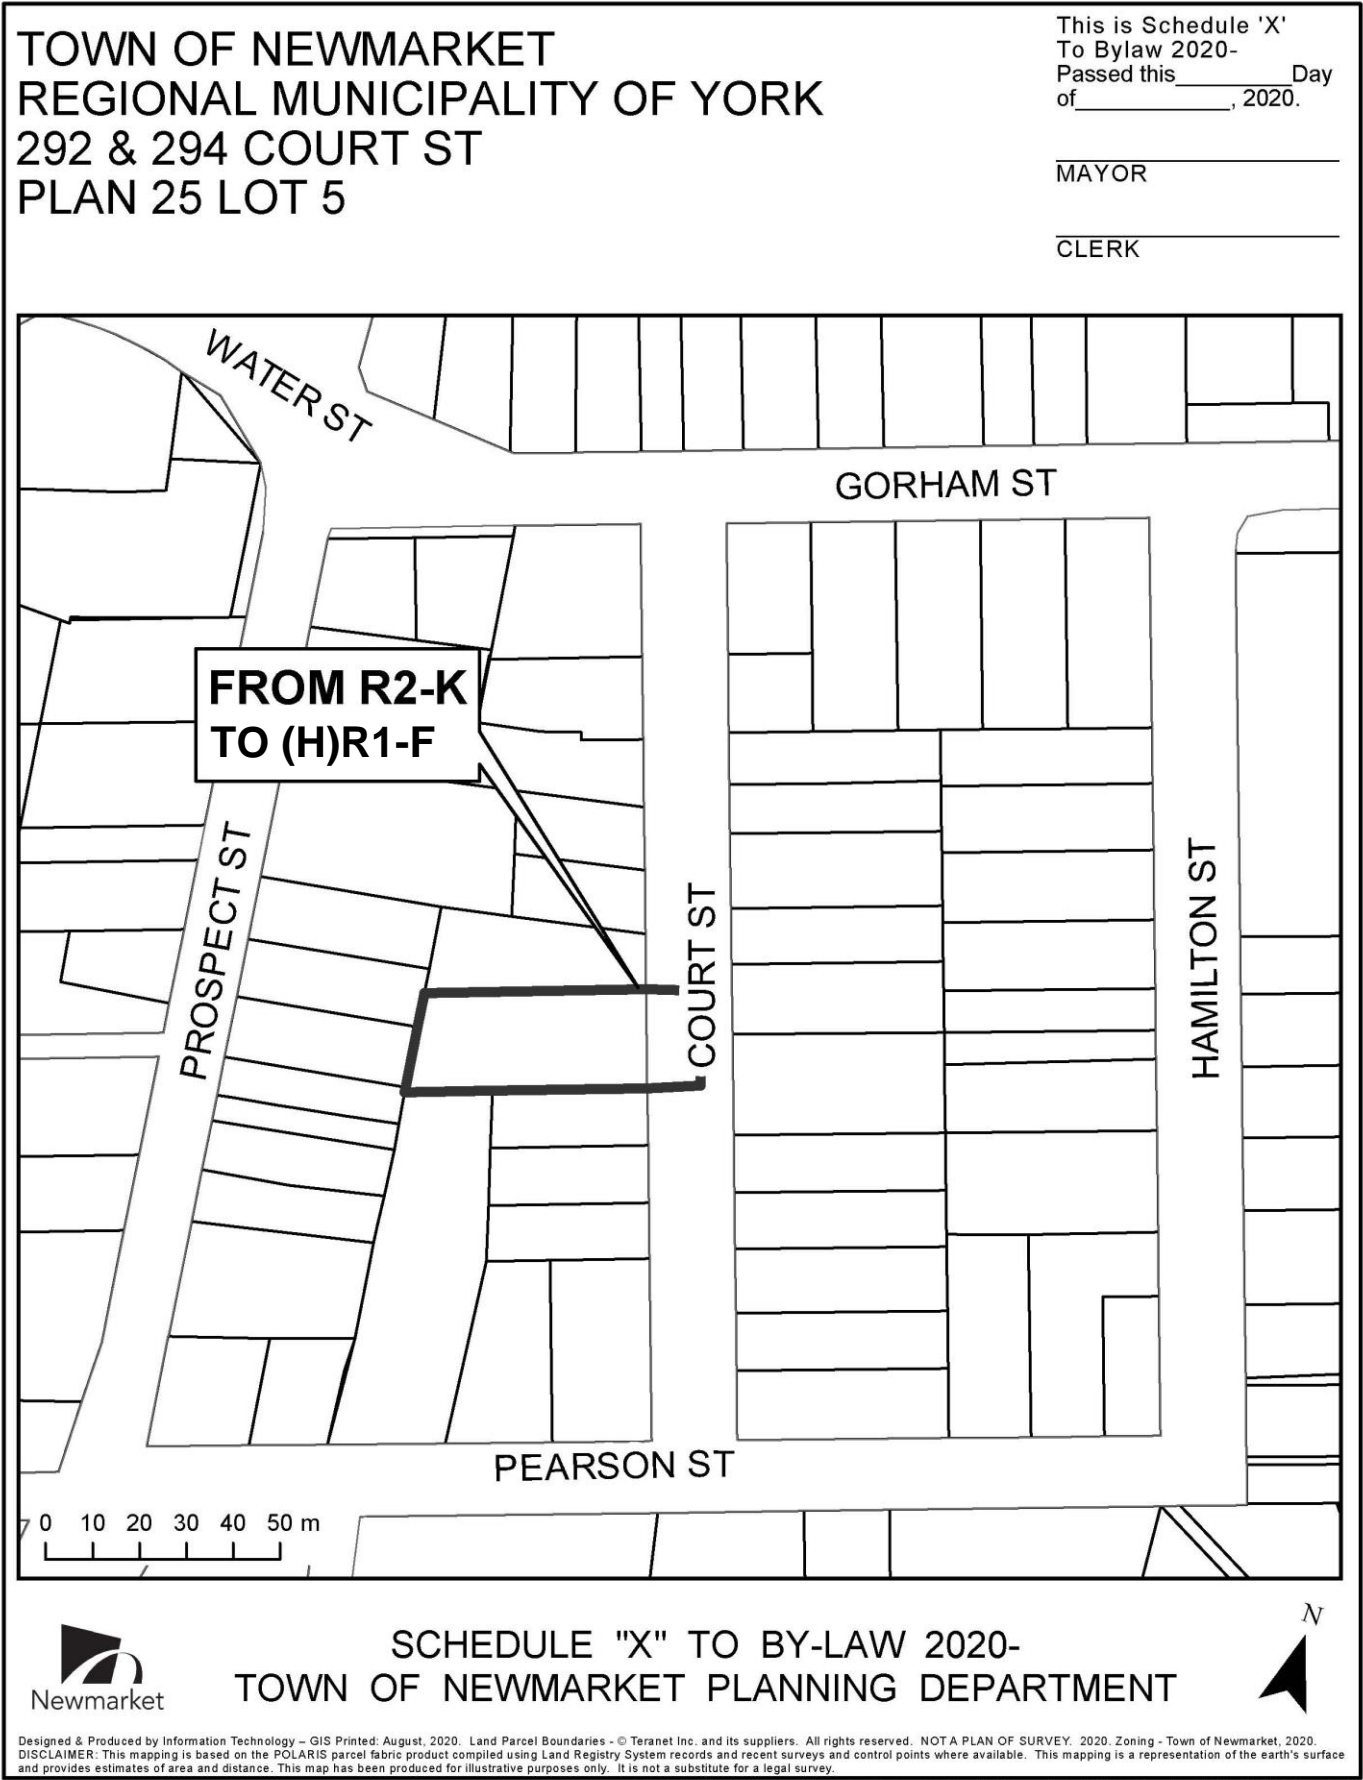 TOWN OF NEWMARKET
REGIONAL MUNICIPALITY OF YORK
292 & 294 COURT ST
PLAN 25 LOT 5
This is Schedule 'X'
To Bylaw 2020-
Passed this_________Day
of____________, 2020.
MAYOR
CLERK
WATER ST
GORHAM ST
FROM R2-K
TO (H)R1-F
PROSPECT ST
COURT ST
HAMILTON ST
PEARSON ST
0 10 20 30 40 50 m
N
Newmarket
SCHEDULE "X" TO BY-LAW 2020-
TOWN OF NEWMARKET PLANNING DEPARTMENT
Designed & Produced by Information Technology – GIS Printed: August, 2020. Land Parcel Boundaries - © Teranet Inc. and its suppliers. All rights reserved. NOT A PLAN OF SURVEY. 2020. Zoning - Town of Newmarket, 2020.
DISCLAIMER: This mapping is based on the POLARIS parcel fabric product compiled using Land Registry System records and recent surveys and control points where available. This mapping is a representation of the earth's surface
and provides estimates of area and distance. This map has been produced for illustrative purposes only. It is not a substitute for a legal survey.